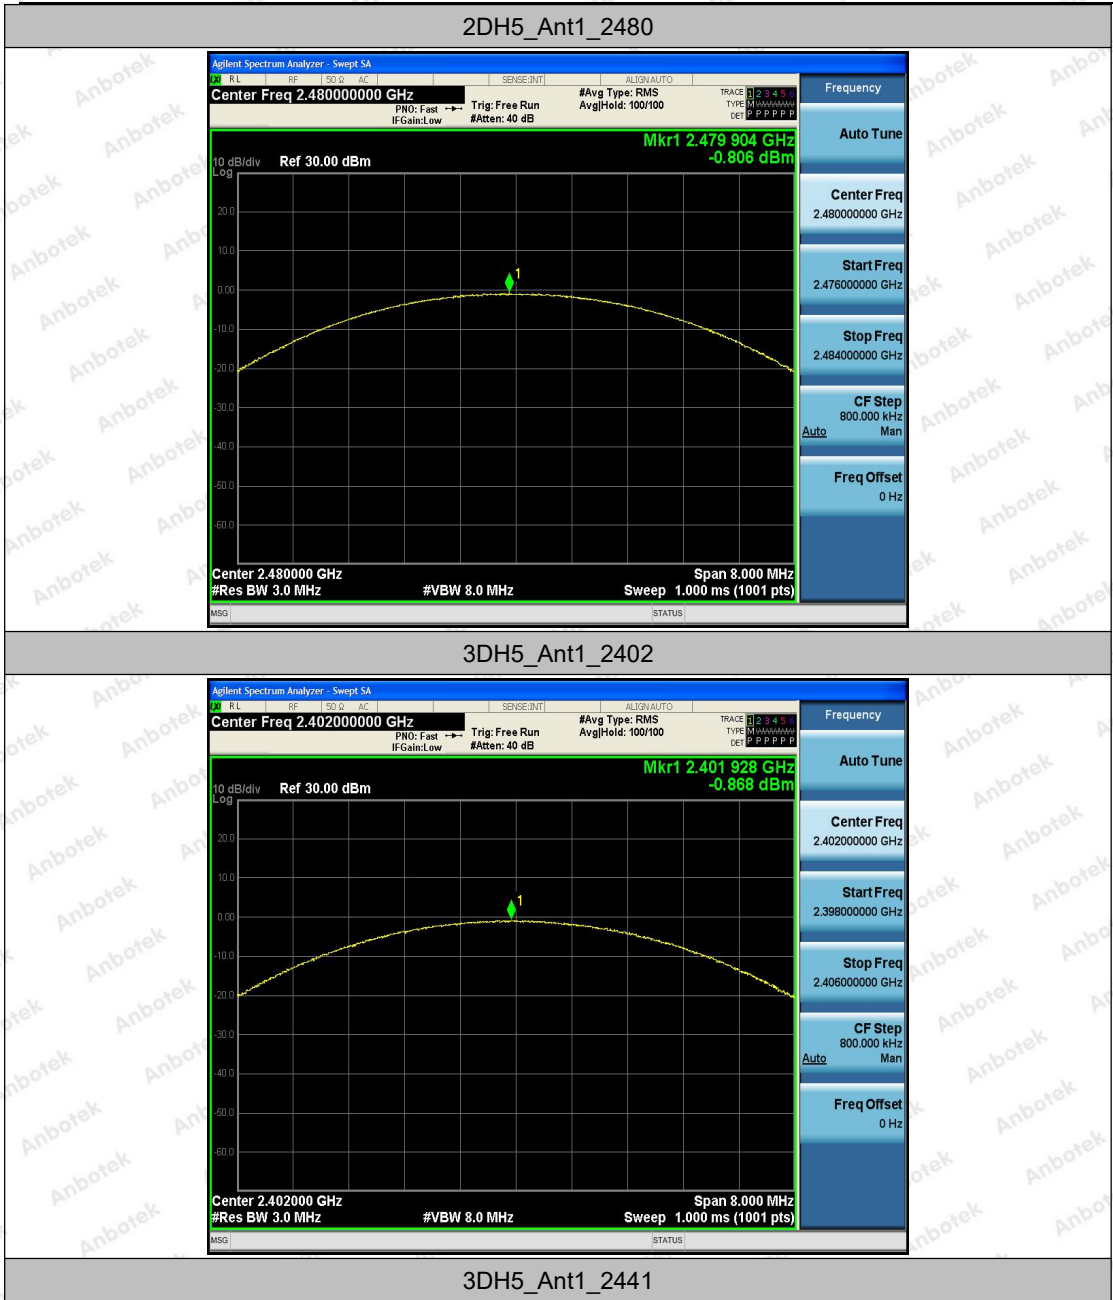 2DH5_Ant1_2480
Agilent Spectrum Analyzer - Swept SA
LXI RL RF 50 Ω AC SENSE:INT ALIGNAUTO
Center Freq 2.480000000 GHz
PNO: Fast
IFGain:Low
Trig: Free Run
#Atten: 40 dB
#Avg Type: RMS
Avg|Hold: 100/100
TRACE 1 2 3 4 5 6
TYPE M
DET P P P P P P
Mkr1 2.479 904 GHz
-0.806 dBm
10 dB/div Ref 30.00 dBm
Log
20.0
10.0
0.00
-10.0
-20.0
-30.0
-40.0
-50.0
-60.0
1
Center 2.480000 GHz Span 8.000 MHz
#Res BW 3.0 MHz #VBW 8.0 MHz Sweep 1.000 ms (1001 pts)
MSG STATUS
Frequency
Auto Tune
Center Freq
2.480000000 GHz
Start Freq
2.476000000 GHz
Stop Freq
2.484000000 GHz
CF Step
800.000 kHz
Auto Man
Freq Offset
0 Hz
3DH5_Ant1_2402
Agilent Spectrum Analyzer - Swept SA
LXI RL RF 50 Ω AC SENSE:INT ALIGNAUTO
Center Freq 2.402000000 GHz
PNO: Fast
IFGain:Low
Trig: Free Run
#Atten: 40 dB
#Avg Type: RMS
Avg|Hold: 100/100
TRACE 1 2 3 4 5 6
TYPE M
DET P P P P P P
Mkr1 2.401 928 GHz
-0.868 dBm
10 dB/div Ref 30.00 dBm
Log
20.0
10.0
0.00
-10.0
-20.0
-30.0
-40.0
-50.0
-60.0
1
Center 2.402000 GHz Span 8.000 MHz
#Res BW 3.0 MHz #VBW 8.0 MHz Sweep 1.000 ms (1001 pts)
MSG STATUS
Frequency
Auto Tune
Center Freq
2.402000000 GHz
Start Freq
2.398000000 GHz
Stop Freq
2.406000000 GHz
CF Step
800.000 kHz
Auto Man
Freq Offset
0 Hz
3DH5_Ant1_2441